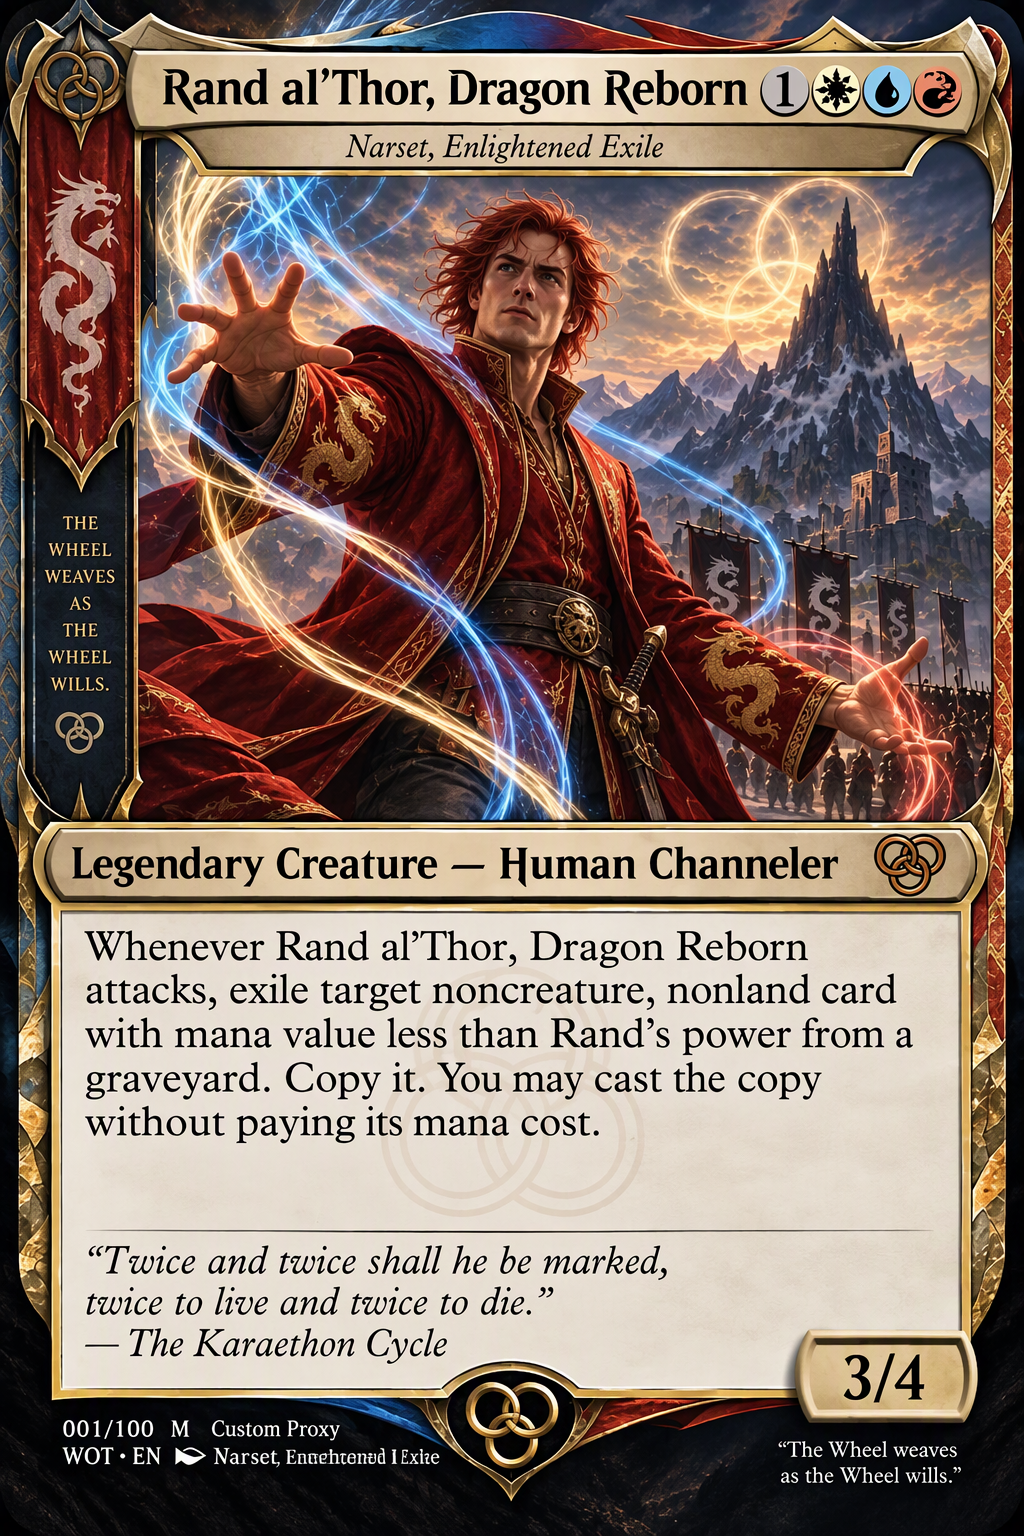 Rand al'Thor, Dragon Reborn 1
Narset, Enlightened Exile
THE
WHEEL
WEAVES
AS
THE
WHEEL
WILLS.
Legendary Creature — Human Channeler
Whenever Rand al'Thor, Dragon Reborn
attacks, exile target noncreature, nonland card
with mana value less than Rand's power from a
graveyard. Copy it. You may cast the copy
without paying its mana cost.
“Twice and twice shall he be marked,
twice to live and twice to die.”
— The Karaethon Cycle
3/4
001/100 M Custom Proxy
WOT • EN Narset,
“The Wheel weaves
as the Wheel wills.”